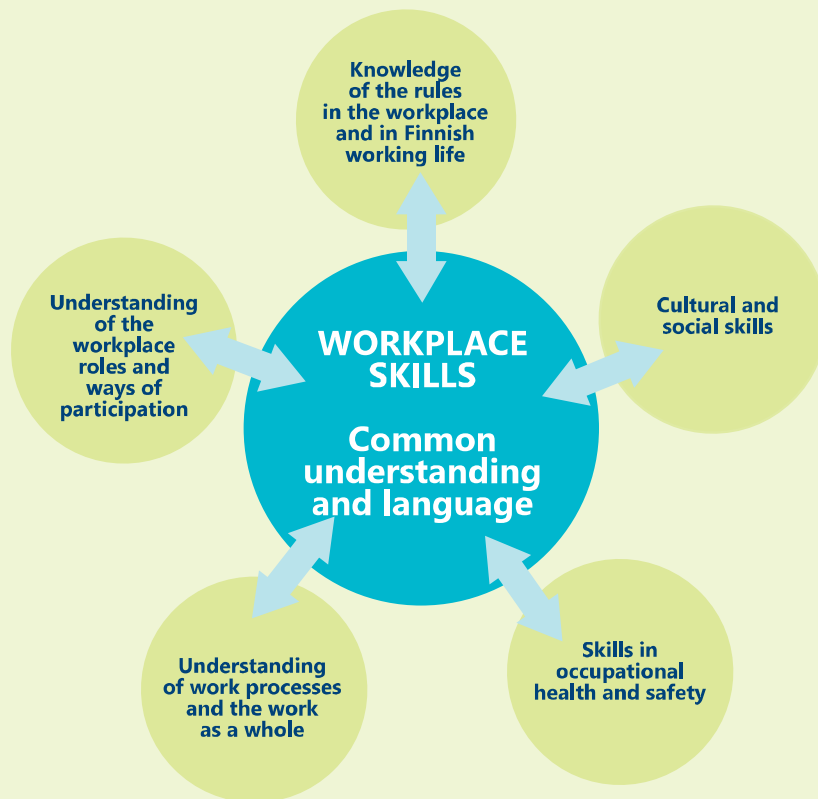 Knowledge
of the rules
in the workplace
and in Finnish
working life
Cultural and
social skills
Understanding
of the
workplace
roles and
ways of
participation
WORKPLACE
SKILLS
Common
understanding
and language
Skills in
occupational
health and safety
Understanding
of work processes
and the work
as a whole